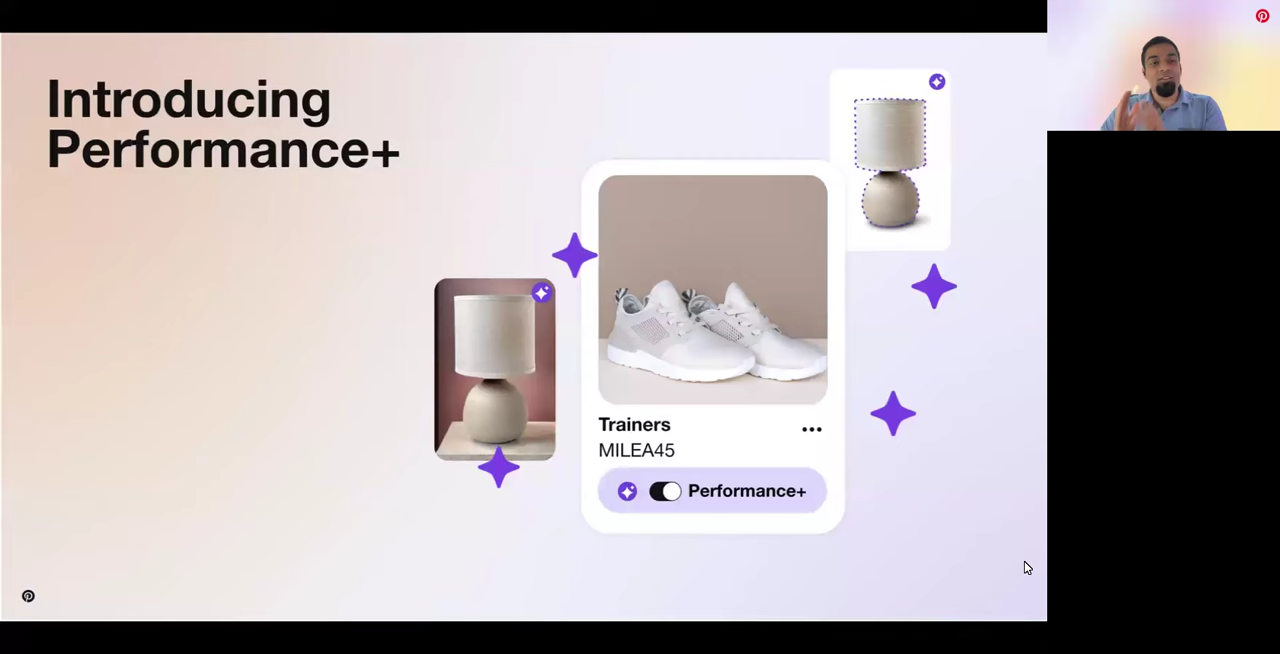 Introducing
Performance+
Trainers
MILEA45
Performance+